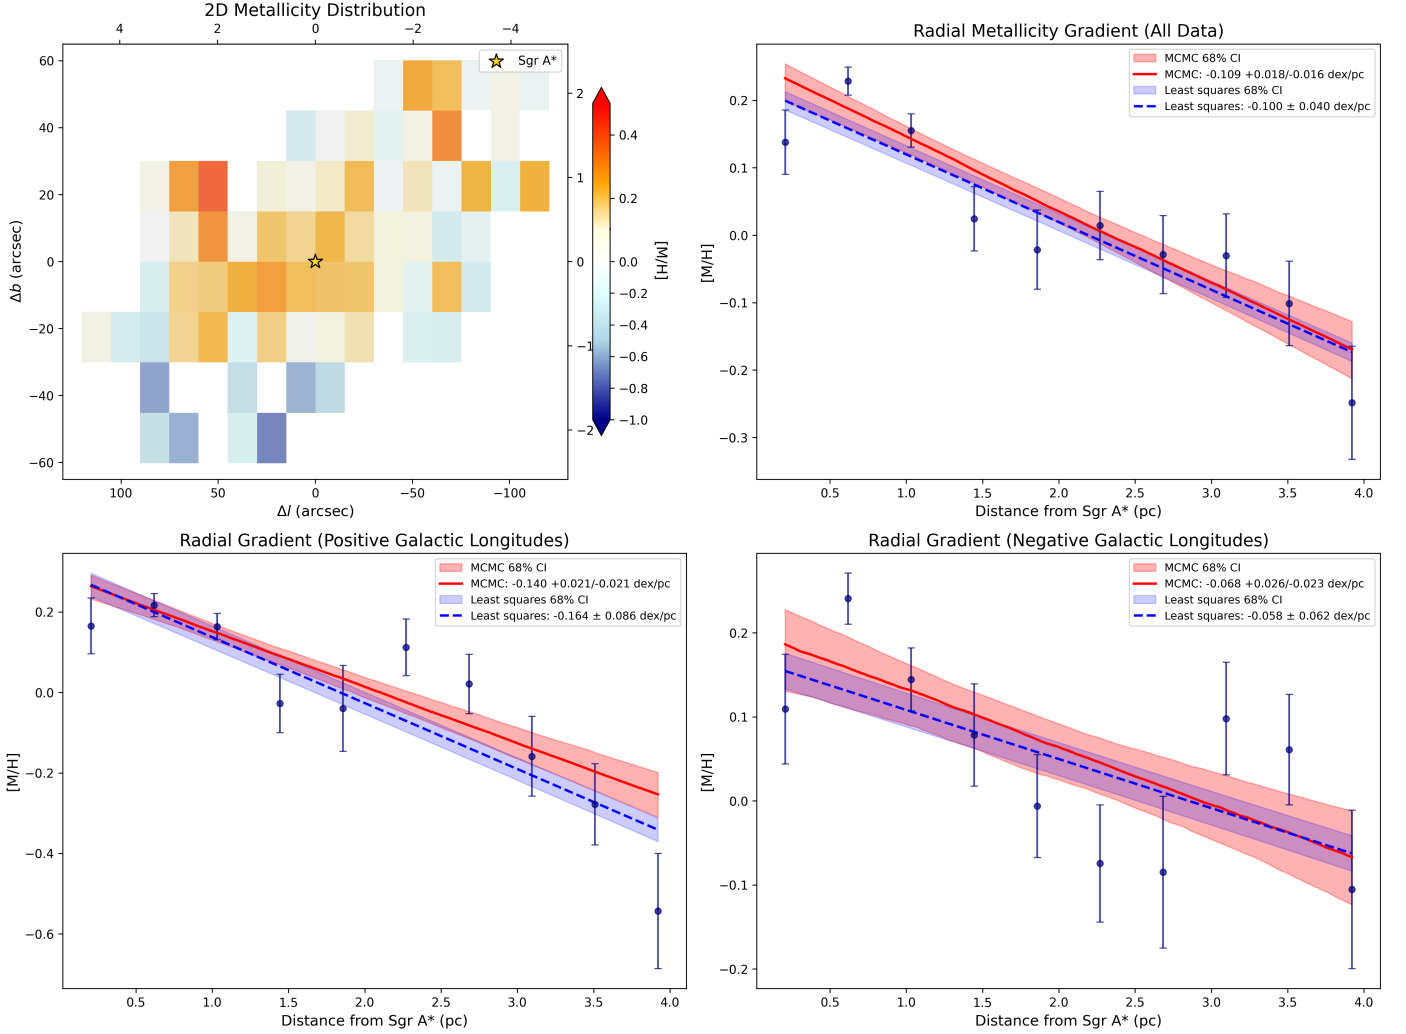 2D Metallicity Distribution
4 2 0 −2 −4
Sgr A*
60
40
20
0
−20
−40
−60
Δb (arcsec)
100 50 0 −50 −100
Δl (arcsec)
2
1
0
−1
−2
0.4
0.2
0.0
−0.2
−0.4
−0.6
−0.8
−1.0
[M/H]
Radial Metallicity Gradient (All Data)
MCMC 68% CI
MCMC: -0.109 +0.018/-0.016 dex/pc
Least squares 68% CI
Least squares: -0.100 ± 0.040 dex/pc
0.2
0.1
0.0
−0.1
−0.2
−0.3
[M/H]
0.5 1.0 1.5 2.0 2.5 3.0 3.5 4.0
Distance from Sgr A* (pc)
Radial Gradient (Positive Galactic Longitudes)
MCMC 68% CI
MCMC: -0.140 +0.021/-0.021 dex/pc
Least squares 68% CI
Least squares: -0.164 ± 0.086 dex/pc
0.2
0.0
−0.2
−0.4
−0.6
[M/H]
0.5 1.0 1.5 2.0 2.5 3.0 3.5 4.0
Distance from Sgr A* (pc)
Radial Gradient (Negative Galactic Longitudes)
MCMC 68% CI
MCMC: -0.068 +0.026/-0.023 dex/pc
Least squares 68% CI
Least squares: -0.058 ± 0.062 dex/pc
0.2
0.1
0.0
−0.1
−0.2
[M/H]
0.5 1.0 1.5 2.0 2.5 3.0 3.5 4.0
Distance from Sgr A* (pc)